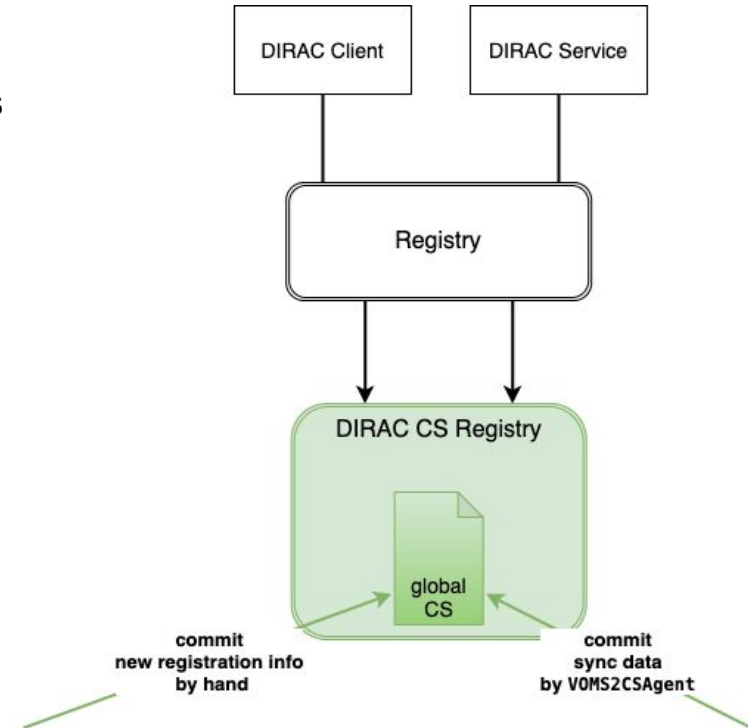 DIRAC Client
DIRAC Service
s
Registry
DIRAC CS Registry
global
CS
commit
new registration info
by hand
commit
sync data
by VOMS2CSAgent